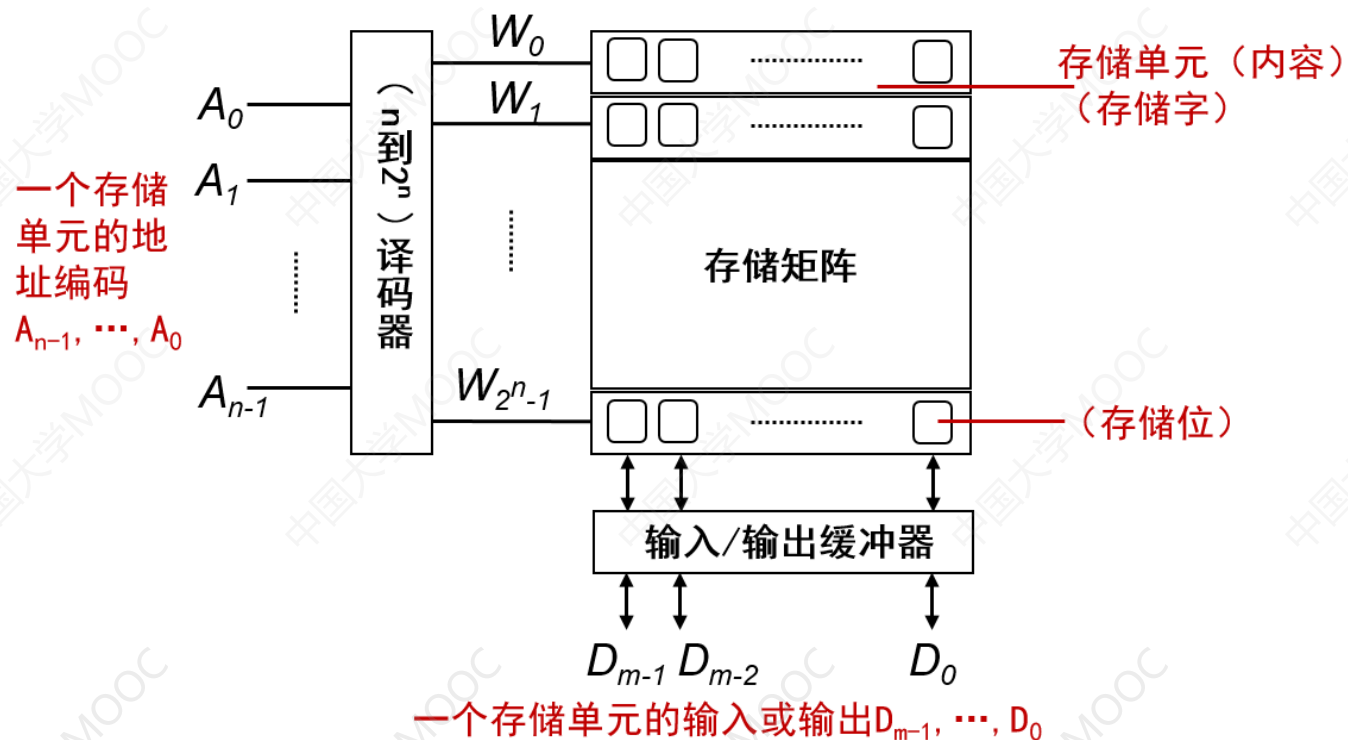 W₀
存储单元（内容）
（存储字）
A₀
W₁
（n到2ⁿ）译码器
A₁
一个存储
单元的地
址编码
Aₙ₋₁, ···, A₀
存储矩阵
Aₙ₋₁
W₂ⁿ₋₁
（存储位）
输入/输出缓冲器
Dₘ₋₁ Dₘ₋₂ D₀
一个存储单元的输入或输出Dₘ₋₁, ···, D₀
中国大学MOOC